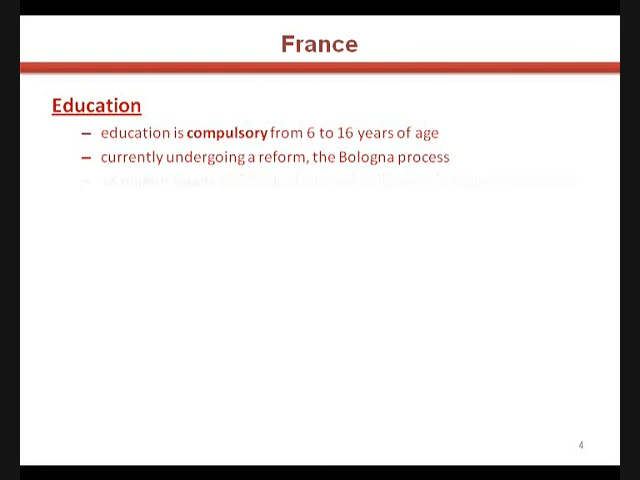 France
Education
– education is compulsory from 6 to 16 years of age
– currently undergoing a reform, the Bologna process
4